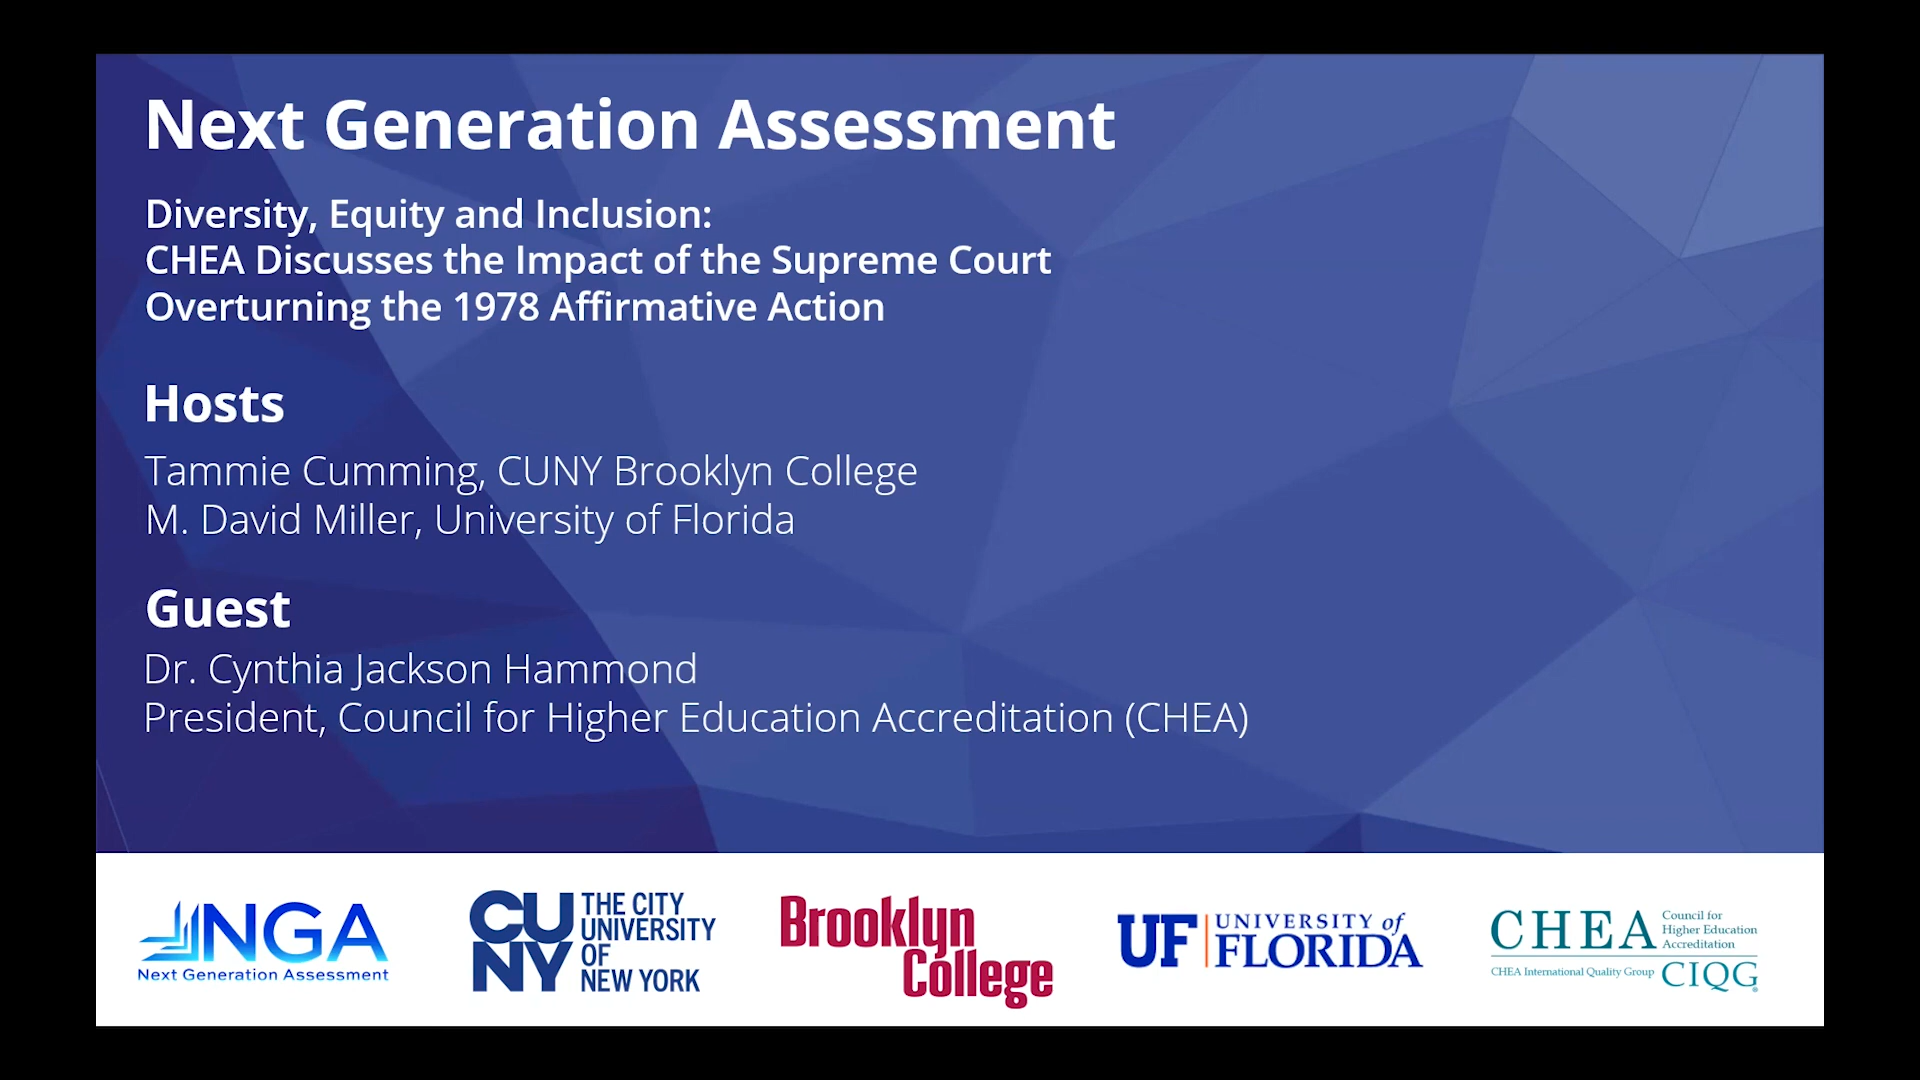 Next Generation Assessment
Diversity, Equity and Inclusion:
CHEA Discusses the Impact of the Supreme Court
Overturning the 1978 Affirmative Action
Hosts
Tammie Cumming, CUNY Brooklyn College
M. David Miller, University of Florida
Guest
Dr. Cynthia Jackson Hammond
President, Council for Higher Education Accreditation (CHEA)
NGA
Next Generation Assessment
CU
NY
THE CITY
UNIVERSITY
OF
NEW YORK
Brooklyn
College
UF
UNIVERSITY of
FLORIDA
CHEA
Council for
Higher Education
Accreditation
CHEA International Quality Group
CIQG